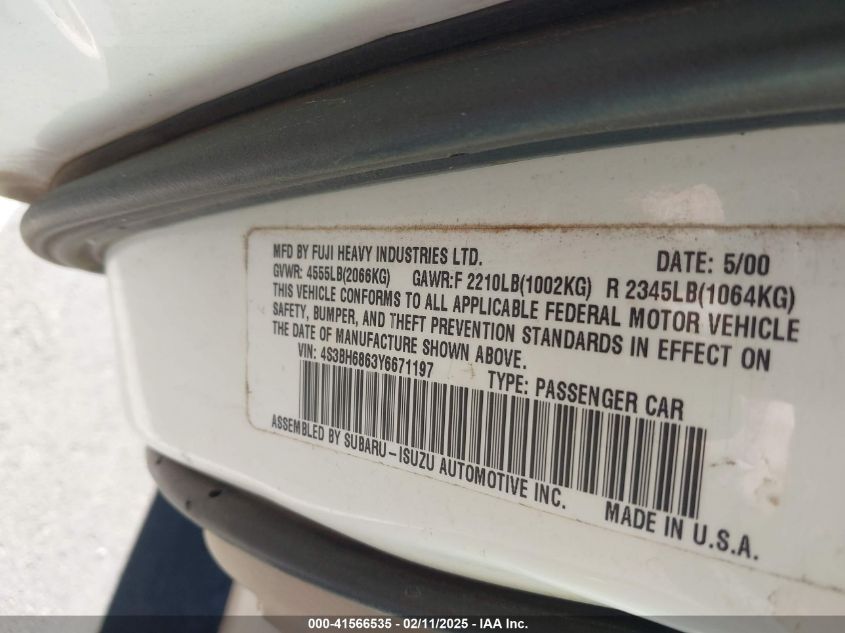 MFD BY FUJI HEAVY INDUSTRIES LTD. DATE: 5/00
GVWR: 4555LB(2066KG) GAWR:F 2210LB(1002KG) R 2345LB(1064KG)
THIS VEHICLE CONFORMS TO ALL APPLICABLE FEDERAL MOTOR VEHICLE
SAFETY, BUMPER, AND THEFT PREVENTION STANDARDS IN EFFECT ON
THE DATE OF MANUFACTURE SHOWN ABOVE.
VIN: 4S3BH6863Y6671197 TYPE: PASSENGER CAR
ASSEMBLED BY SUBARU-ISUZU AUTOMOTIVE INC.
MADE IN U.S.A.
000-41566535 - 02/11/2025 - IAA Inc.